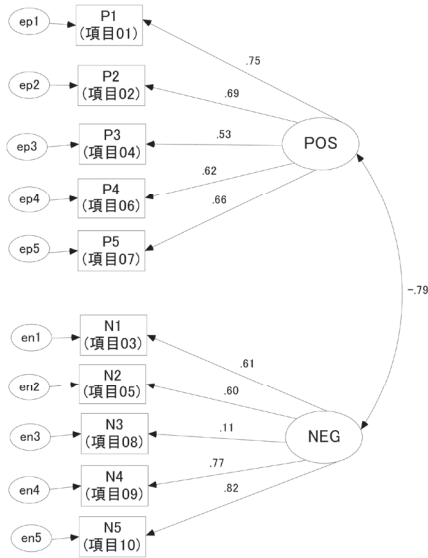 ep1
P1
(項目01)
.75
ep2
P2
(項目02)
.69
ep3
P3
(項目04)
.53
POS
ep4
P4
(項目06)
.62
ep5
P5
(項目07)
.66
-.79
en1
N1
(項目03)
.61
en2
N2
(項目05)
.60
en3
N3
(項目08)
.11
NEG
en4
N4
(項目09)
.77
en5
N5
(項目10)
.82